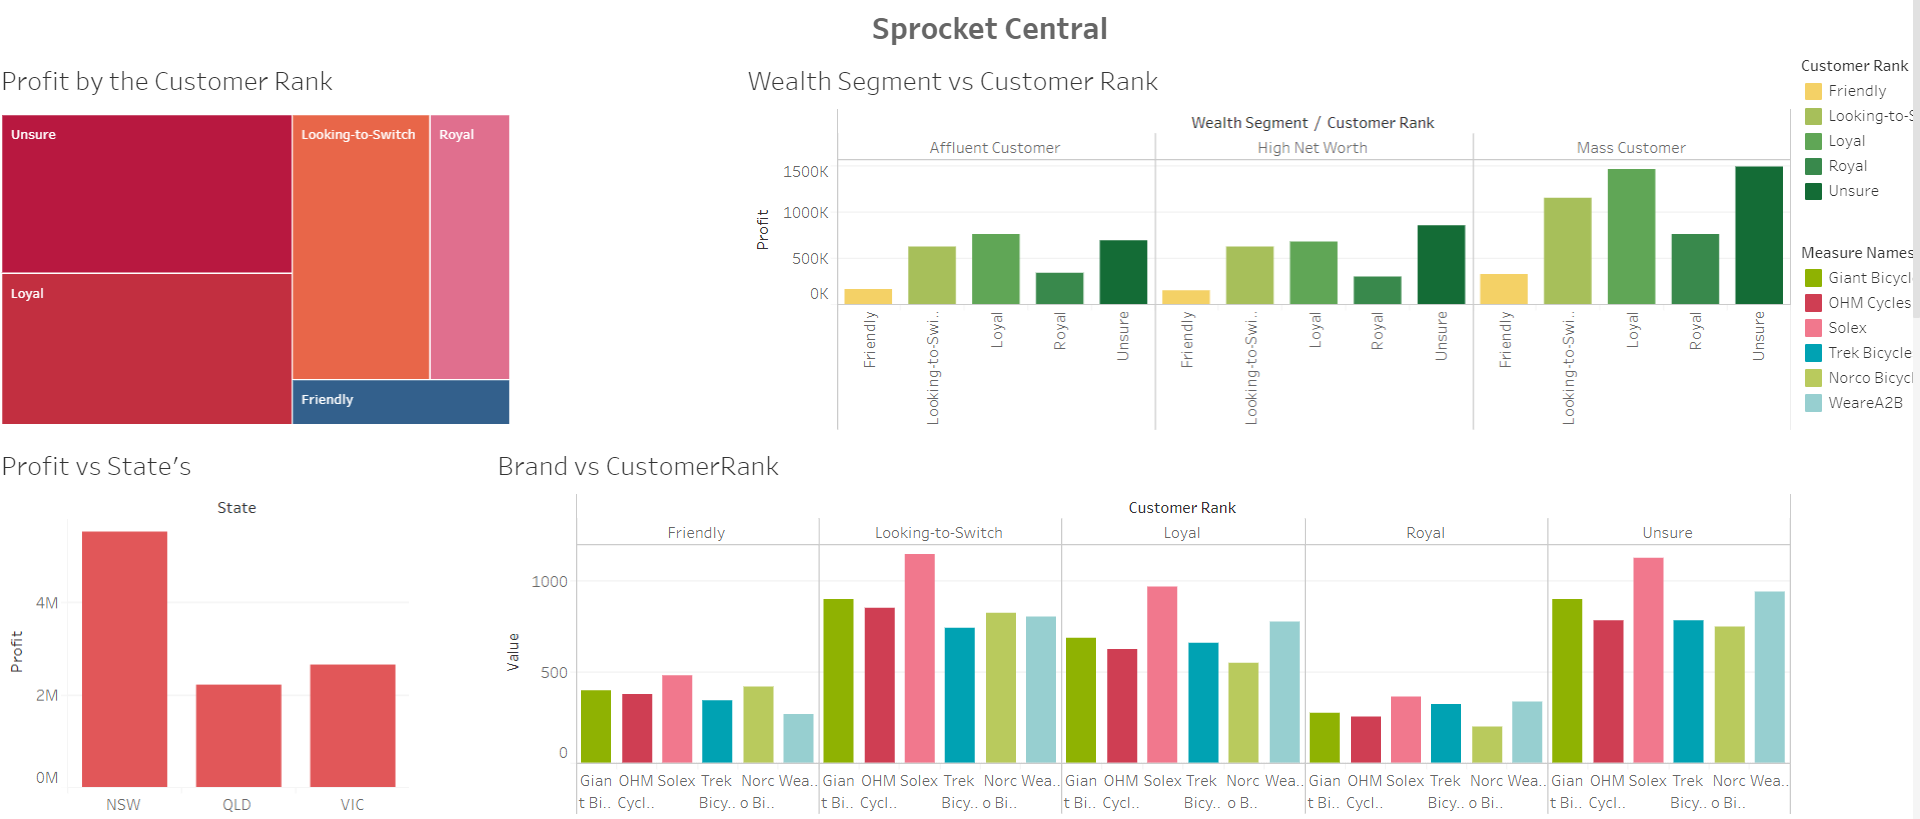 Sprocket Central
Profit by the Customer Rank
Unsure
Looking-to-Switch
Royal
Loyal
Friendly
Wealth Segment vs Customer Rank
Wealth Segment / Customer Rank
Affluent Customer
High Net Worth
Mass Customer
Profit
1500K
1000K
500K
0K
Friendly
Looking-to-Swi..
Loyal
Royal
Unsure
Friendly
Looking-to-Swi..
Loyal
Royal
Unsure
Friendly
Looking-to-Swi..
Loyal
Royal
Unsure
Customer Rank
Friendly
Looking-to-S
Loyal
Royal
Unsure
Measure Names
Giant Bicycl
OHM Cycles
Solex
Trek Bicycle
Norco Bicycl
WeareA2B
Profit vs State's
State
Profit
4M
2M
0M
NSW QLD VIC
Brand vs CustomerRank
Customer Rank
Friendly Looking-to-Switch Loyal Royal Unsure
Value
1000
500
0
Gian OHM Solex Trek Norc Wea.. Gian OHM Solex Trek Norc Wea.. Gian OHM Solex Trek Norc Wea.. Gian OHM Solex Trek Norc Wea.. Gian OHM Solex Trek Norc Wea..
t Bi.. Cycl.. Bicy.. o Bi.. t Bi.. Cycl.. Bicy.. o Bi.. t Bi.. Cycl.. Bicy.. o B.. t Bi.. Cycl.. Bicy.. o Bi.. t Bi.. Cycl.. Bicy.. o Bi..